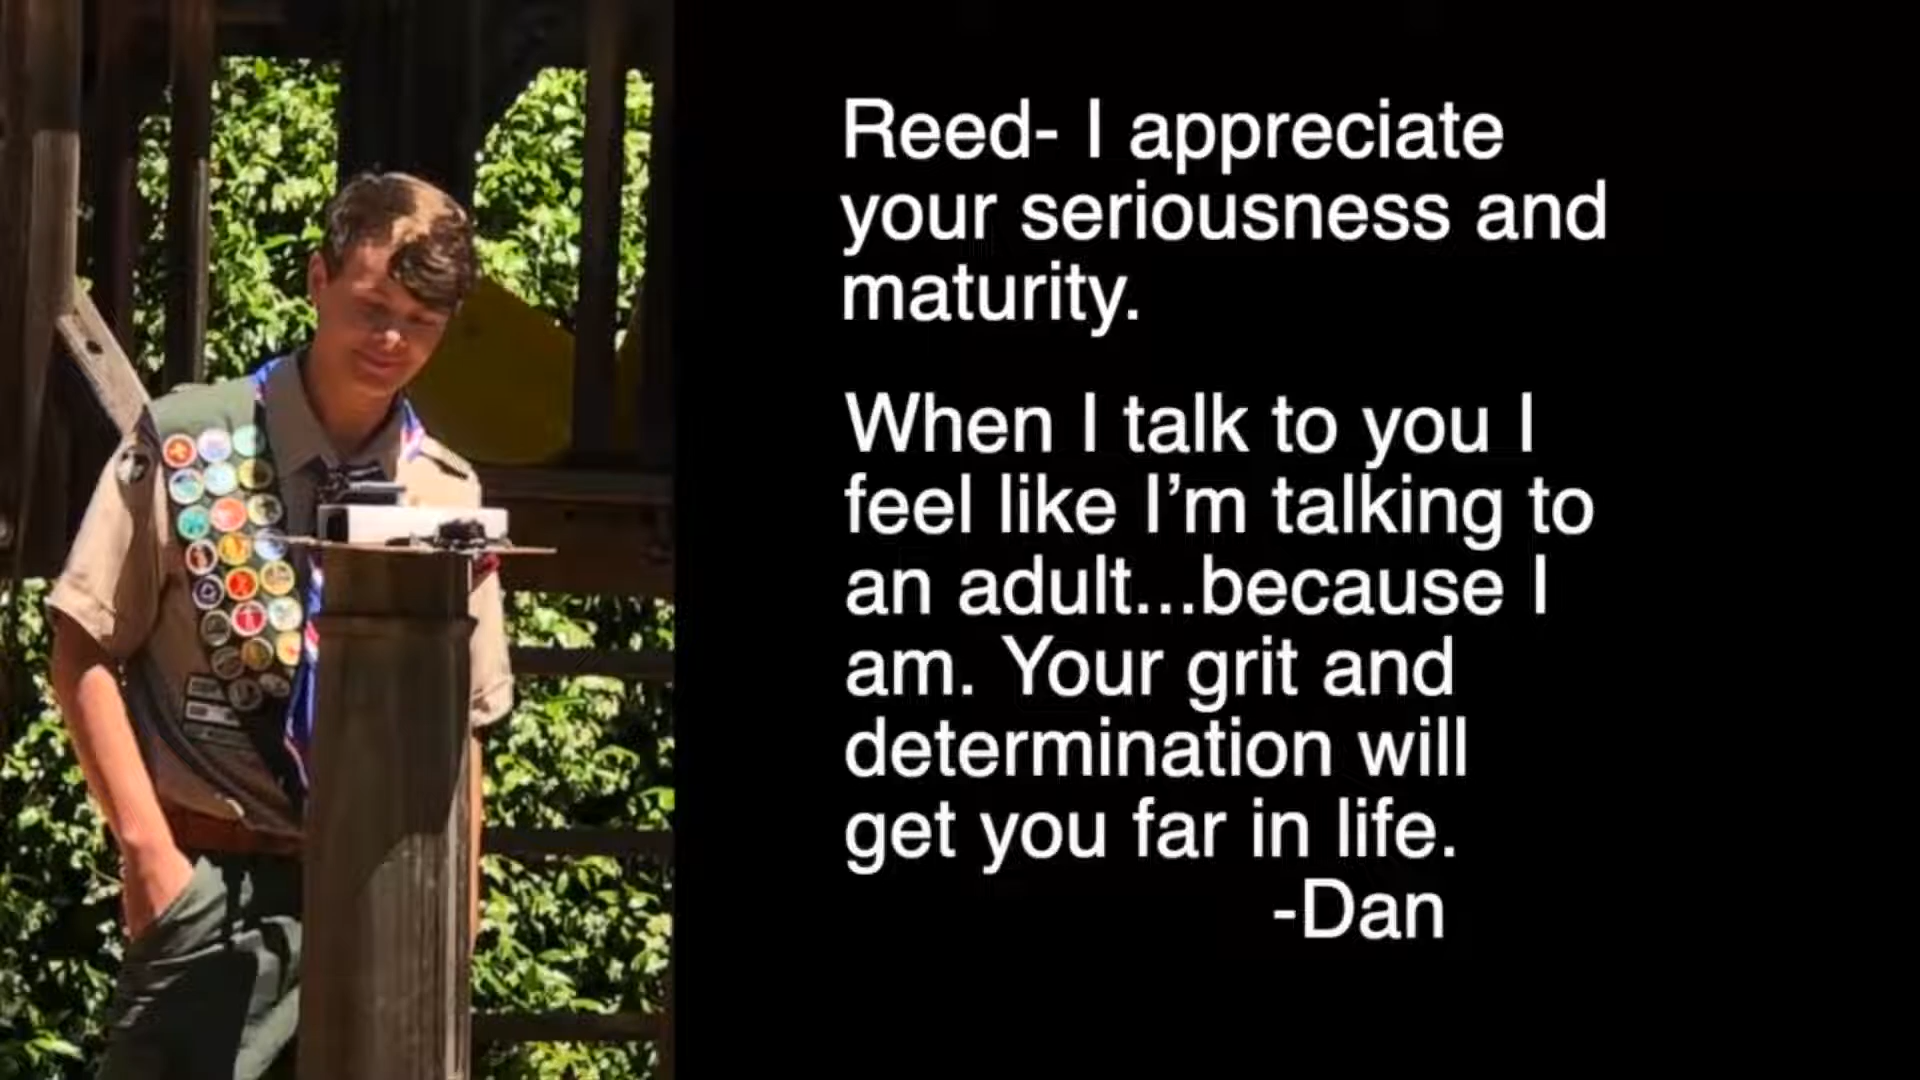 Reed- I appreciate
your seriousness and
maturity.
When I talk to you I
feel like I’m talking to
an adult...because I
am. Your grit and
determination will
get you far in life.
-Dan